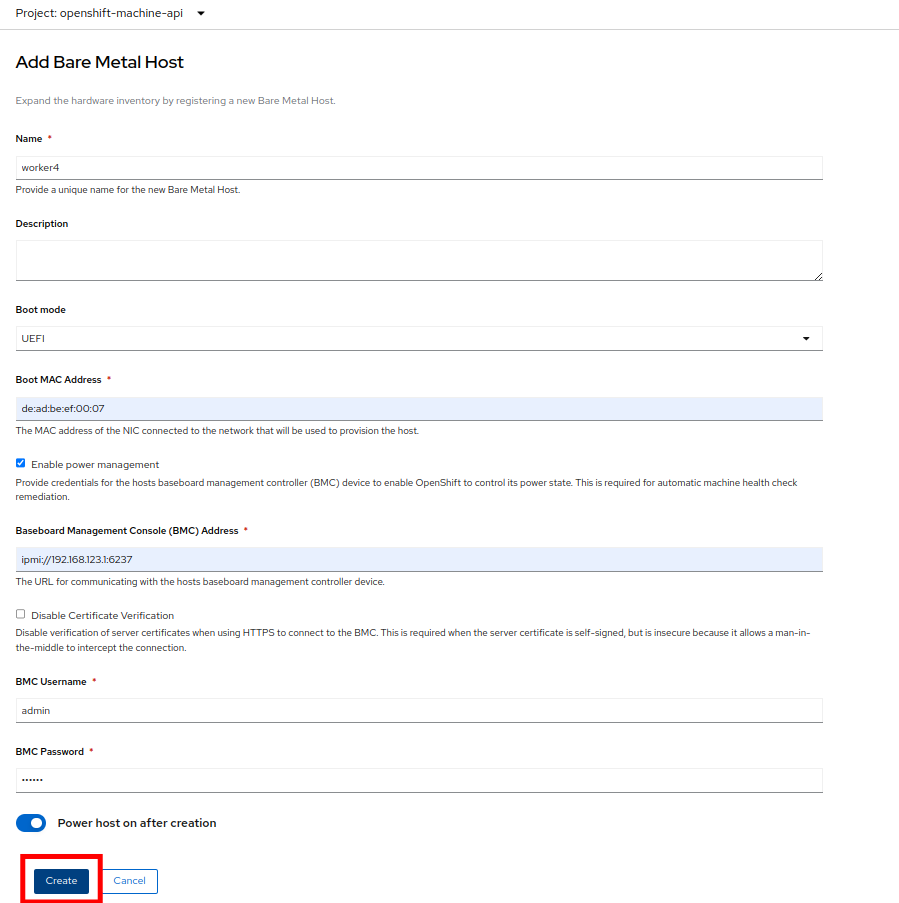 Project: openshift-machine-api
Add Bare Metal Host
Expand the hardware inventory by registering a new Bare Metal Host.
Name *
worker4
Provide a unique name for the new Bare Metal Host.
Description
Boot mode
UEFI
Boot MAC Address *
de:ad:be:ef:00:07
The MAC address of the NIC connected to the network that will be used to provision the host.
Enable power management
Provide credentials for the hosts baseboard management controller (BMC) device to enable OpenShift to control its power state. This is required for automatic machine health check
remediation.
Baseboard Management Console (BMC) Address *
ipmi://192.168.123.1:6237
The URL for communicating with the hosts baseboard management controller device.
Disable Certificate Verification
Disable verification of server certificates when using HTTPS to connect to the BMC. This is required when the server certificate is self-signed, but is insecure because it allows a man-in-
the-middle to intercept the connection.
BMC Username *
admin
BMC Password *
••••••
Power host on after creation
Create Cancel